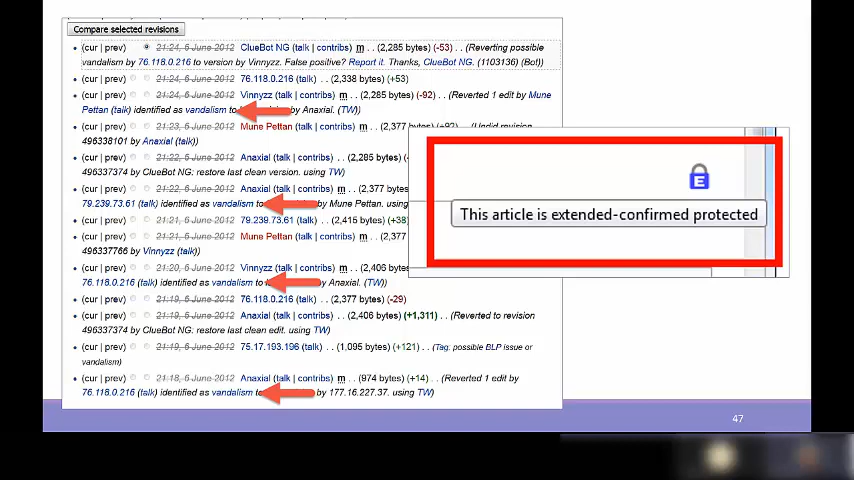 Compare selected revisions
(cur | prev) 21:24, 6 June 2012 ClueBot NG (talk | contribs) m . . (2,285 bytes) (-53) (Reverting possible
vandalism by 76.118.0.216 to version by Vinnyzz. False positive? Report it. Thanks, ClueBot NG. (1103136) (Bot))
(cur | prev) 21:24, 6 June 2012 76.118.0.216 (talk) . . (2,338 bytes) (+53)
(cur | prev) 21:24, 6 June 2012 Vinnyzz (talk | contribs) m . . (2,285 bytes) (-92) (Reverted 1 edit by Mune
Pettan (talk) identified as vandalism to by Anaxial. (TW))
(cur | prev) 21:23, 6 June 2012 Mune Pettan (talk | contribs) . . (2,377 bytes) (+92) (Undid revision
496338101 by Anaxial (talk))
(cur | prev) 21:22, 6 June 2012 Anaxial (talk | contribs) . . (2,285
496337374 by ClueBot NG: restore last clean version. using TW)
(cur | prev) 21:22, 6 June 2012 Anaxial (talk | contribs) m . . (2,377
79.239.73.61 (talk) identified as vandalism to by Mune Pettan. using
(cur | prev) 21:21, 6 June 2012 79.239.73.61 (talk) . . (2,415 bytes) (+38)
(cur | prev) 21:21, 6 June 2012 Mune Pettan (talk | contribs) . . (2,377
496337766 by Vinnyzz (talk))
(cur | prev) 21:20, 6 June 2012 Vinnyzz (talk | contribs) m . . (2,406
76.118.0.216 (talk) identified as vandalism to by Anaxial. (TW))
(cur | prev) 21:19, 6 June 2012 76.118.0.216 (talk) . . (2,377 bytes) (-29)
(cur | prev) 21:19, 6 June 2012 Anaxial (talk | contribs) . . (2,406 bytes) (+1,311) . . (Reverted to revision
496337374 by ClueBot NG: restore last clean edit. using TW)
(cur | prev) 21:19, 6 June 2012 75.17.193.196 (talk) . . (1,095 bytes) (+121) . . (Tag: possible BLP issue or
vandalism)
(cur | prev) 21:18, 6 June 2012 Anaxial (talk | contribs) m . . (974 bytes) (+14) . . (Reverted 1 edit by
76.118.0.216 (talk) identified as vandalism to by 177.16.227.37. using TW)
E
This article is extended-confirmed protected
47